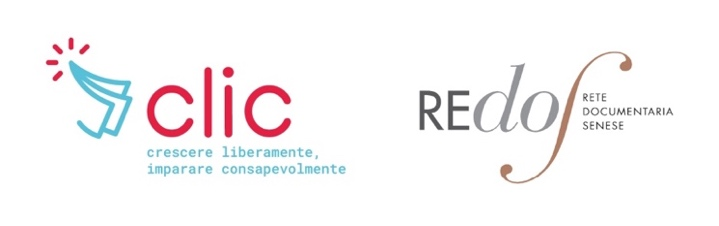 clic
crescere liberamente,
imparare consapevolmente
REdos
RETE
DOCUMENTARIA
SENESE